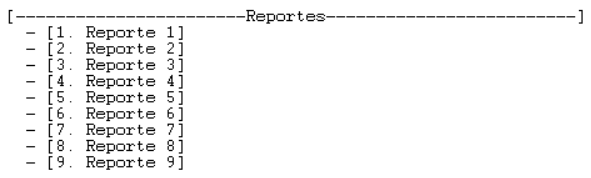 [-----------------------Reportes-------------------------]
- [1. Reporte 1]
- [2. Reporte 2]
- [3. Reporte 3]
- [4. Reporte 4]
- [5. Reporte 5]
- [6. Reporte 6]
- [7. Reporte 7]
- [8. Reporte 8]
- [9. Reporte 9]